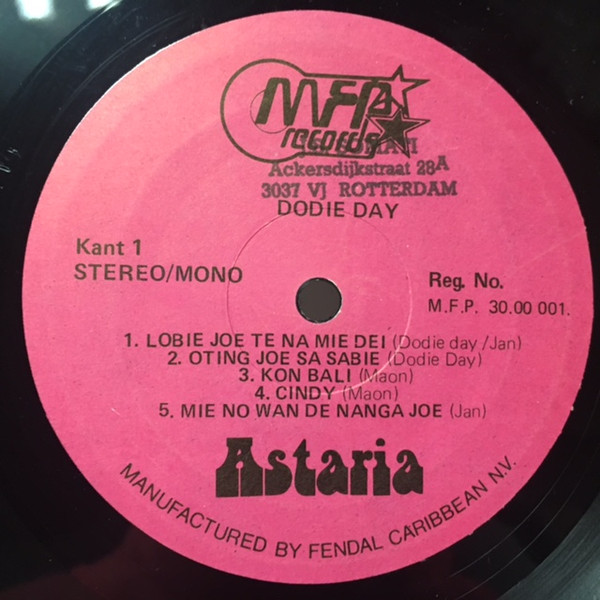 MFP
records
Ackersdijkstraat 28A
3037 VJ ROTTERDAM
DODIE DAY
Kant 1
STEREO/MONO
Reg. No.
M.F.P. 30.00 001.
1. LOBIE JOE TE NA MIE DEI (Dodie day /Jan)
2. OTING JOE SA SABIE (Dodie Day)
3. KON BALI (Maon)
4. CINDY (Maon)
5. MIE NO WAN DE NANGA JOE (Jan)
Astaria
MANUFACTURED BY FENDAL CARIBBEAN N.V.